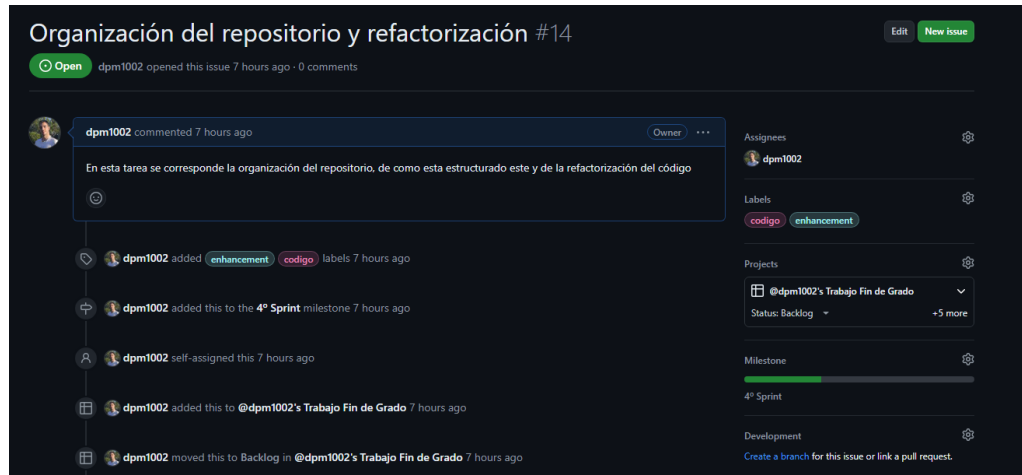 Organización del repositorio y refactorización #14
Edit
New issue
Open
dpm1002 opened this issue 7 hours ago · 0 comments
dpm1002 commented 7 hours ago
Owner
En esta tarea se corresponde la organización del repositorio, de como esta estructurado este y de la refactorización del código
dpm1002 added enhancement codigo labels 7 hours ago
dpm1002 added this to the 4º Sprint milestone 7 hours ago
dpm1002 self-assigned this 7 hours ago
dpm1002 added this to @dpm1002's Trabajo Fin de Grado 7 hours ago
dpm1002 moved this to Backlog in @dpm1002's Trabajo Fin de Grado 7 hours ago
Assignees
dpm1002
Labels
codigo enhancement
Projects
@dpm1002's Trabajo Fin de Grado
Status: Backlog
+5 more
Milestone
4º Sprint
Development
Create a branch for this issue or link a pull request.